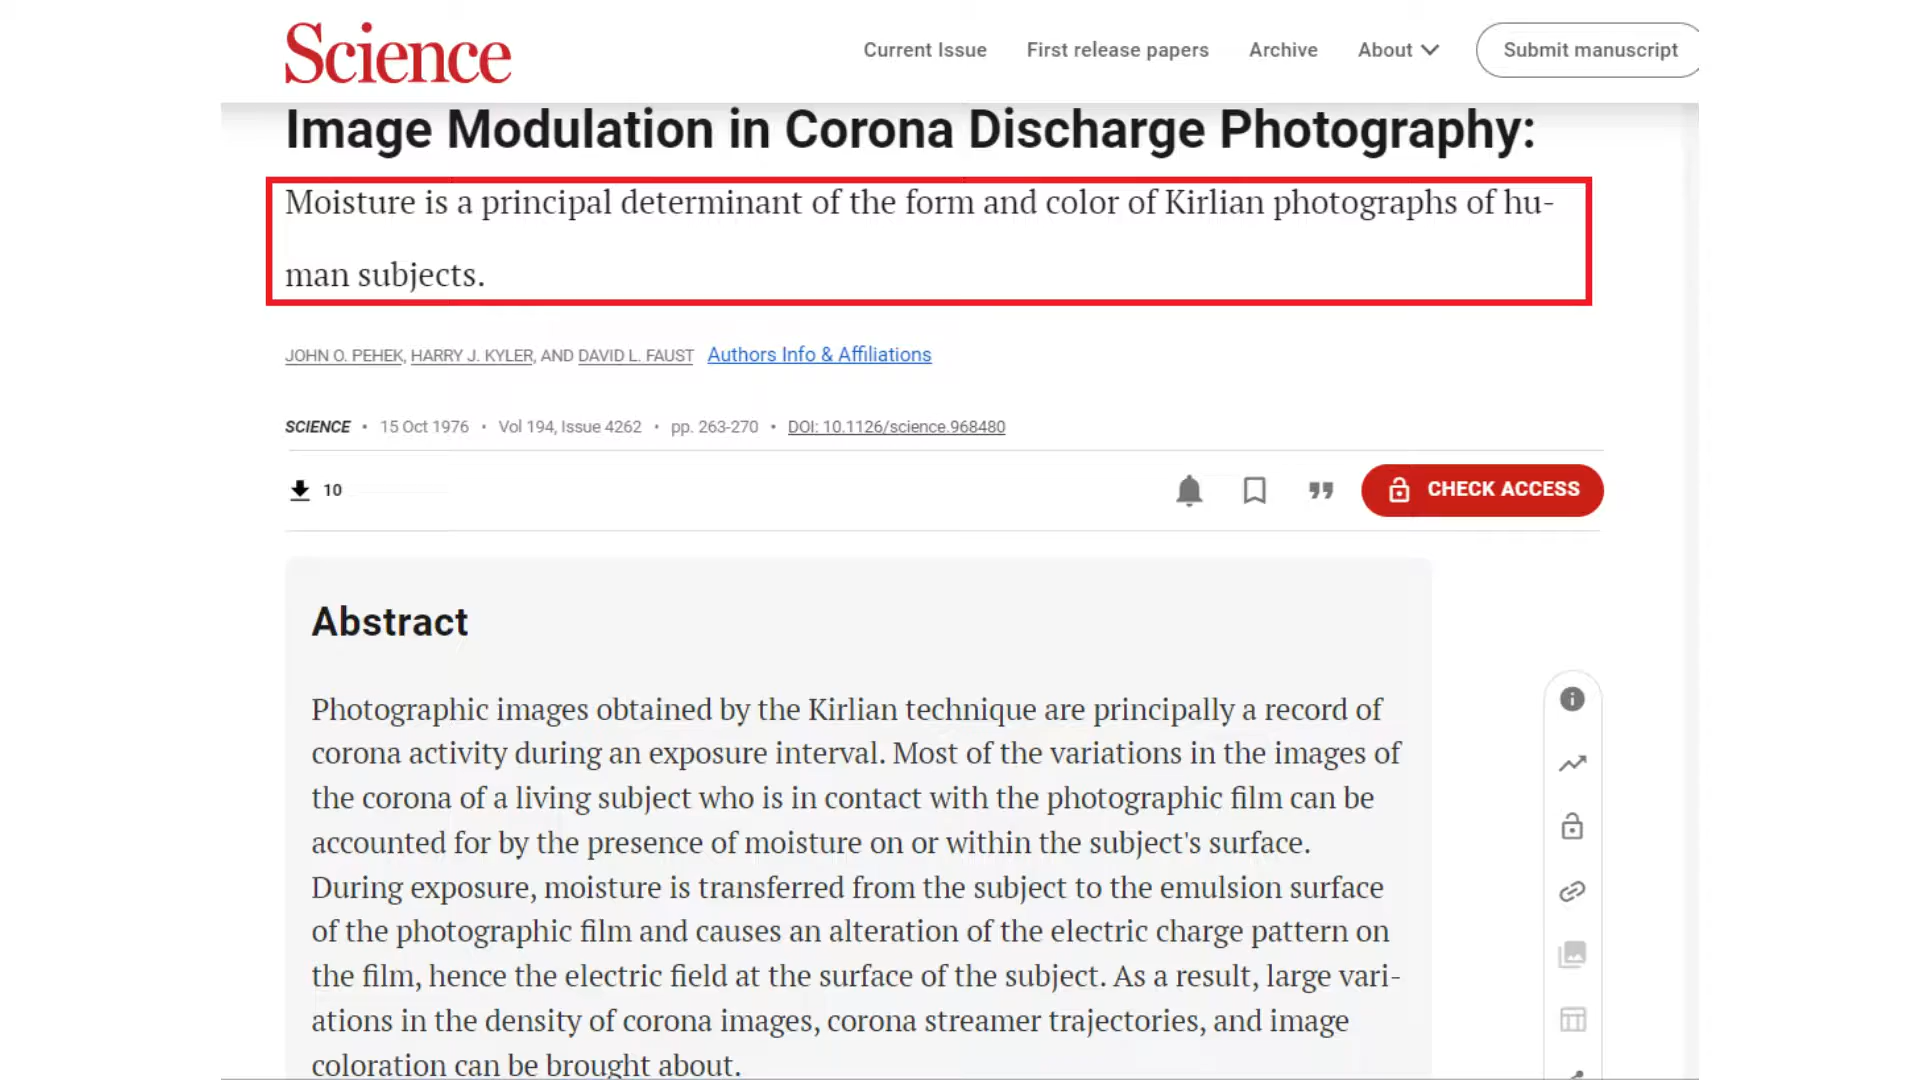 Science
Current Issue First release papers Archive About Submit manuscript
Image Modulation in Corona Discharge Photography:
Moisture is a principal determinant of the form and color of Kirlian photographs of hu-
man subjects.
JOHN O. PEHEK, HARRY J. KYLER, AND DAVID L. FAUST Authors Info & Affiliations
SCIENCE • 15 Oct 1976 • Vol 194, Issue 4262 • pp. 263-270 • DOI: 10.1126/science.968480
10
CHECK ACCESS
Abstract
Photographic images obtained by the Kirlian technique are principally a record of
corona activity during an exposure interval. Most of the variations in the images of
the corona of a living subject who is in contact with the photographic film can be
accounted for by the presence of moisture on or within the subject's surface.
During exposure, moisture is transferred from the subject to the emulsion surface
of the photographic film and causes an alteration of the electric charge pattern on
the film, hence the electric field at the surface of the subject. As a result, large vari-
ations in the density of corona images, corona streamer trajectories, and image
coloration can be brought about.